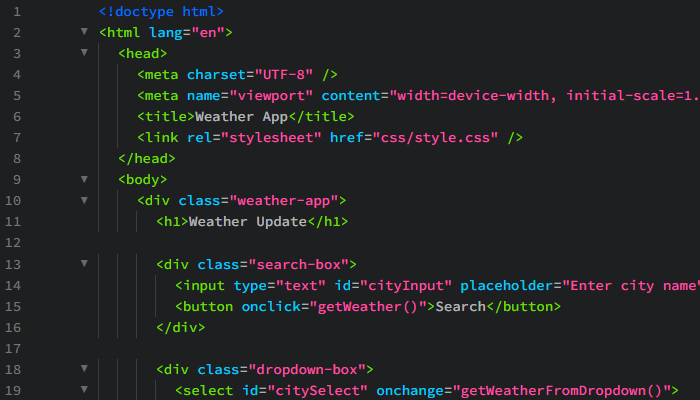 1 <!doctype html>
2 <html lang="en">
3 <head>
4 <meta charset="UTF-8" />
5 <meta name="viewport" content="width=device-width, initial-scale=1.
6 <title>Weather App</title>
7 <link rel="stylesheet" href="css/style.css" />
8 </head>
9 <body>
10 <div class="weather-app">
11 <h1>Weather Update</h1>
12
13 <div class="search-box">
14 <input type="text" id="cityInput" placeholder="Enter city name"
15 <button onclick="getWeather()">Search</button>
16 </div>
17
18 <div class="dropdown-box">
19 <select id="citySelect" onchange="getWeatherFromDropdown()">